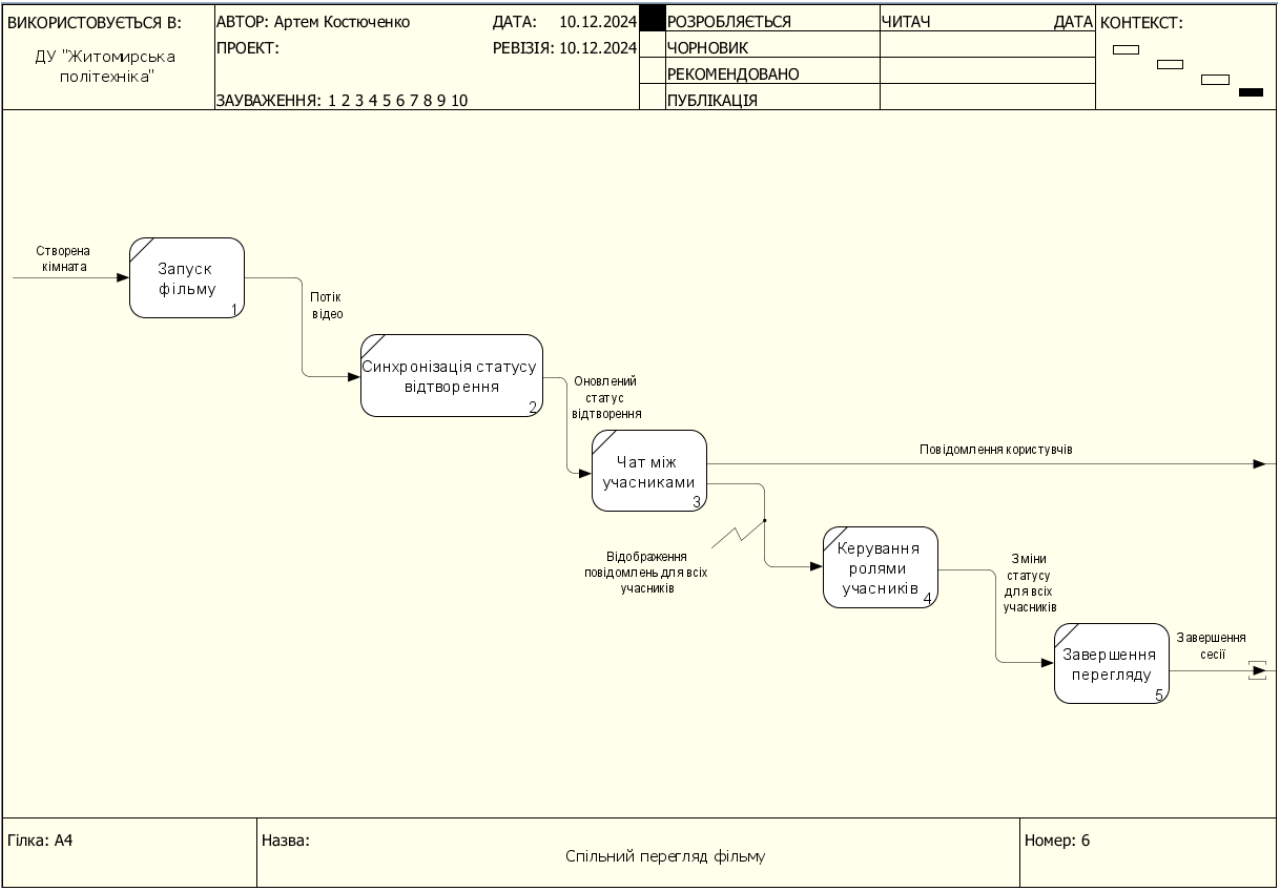 ВИКОРИСТОВУЄТЬСЯ В:
ДУ "Житомирська
політехніка"
АВТОР: Артем Костюченко
ДАТА: 10.12.2024
ПРОЕКТ:
РЕВІЗІЯ: 10.12.2024
ЗАУВАЖЕННЯ: 1 2 3 4 5 6 7 8 9 10
РОЗРОБЛЯЄТЬСЯ
ЧОРНОВИК
РЕКОМЕНДОВАНО
ПУБЛІКАЦІЯ
ЧИТАЧ
ДАТА
КОНТЕКСТ:
Створена
кімната
Запуск
фільму
1
Потік
відео
Синхронізація статусу
відтворення
2
Оновлений
статус
відтворення
Чат між
учасниками
3
Повідомлення користувчів
Відображення
повідомлень для всіх
учасників
Керування
ролями
учасників
4
Зміни
статусу
для всіх
учасників
Завершення
перегляду
5
Завершення
сесії
Гілка: A4
Назва:
Спільний перегляд фільму
Номер: 6